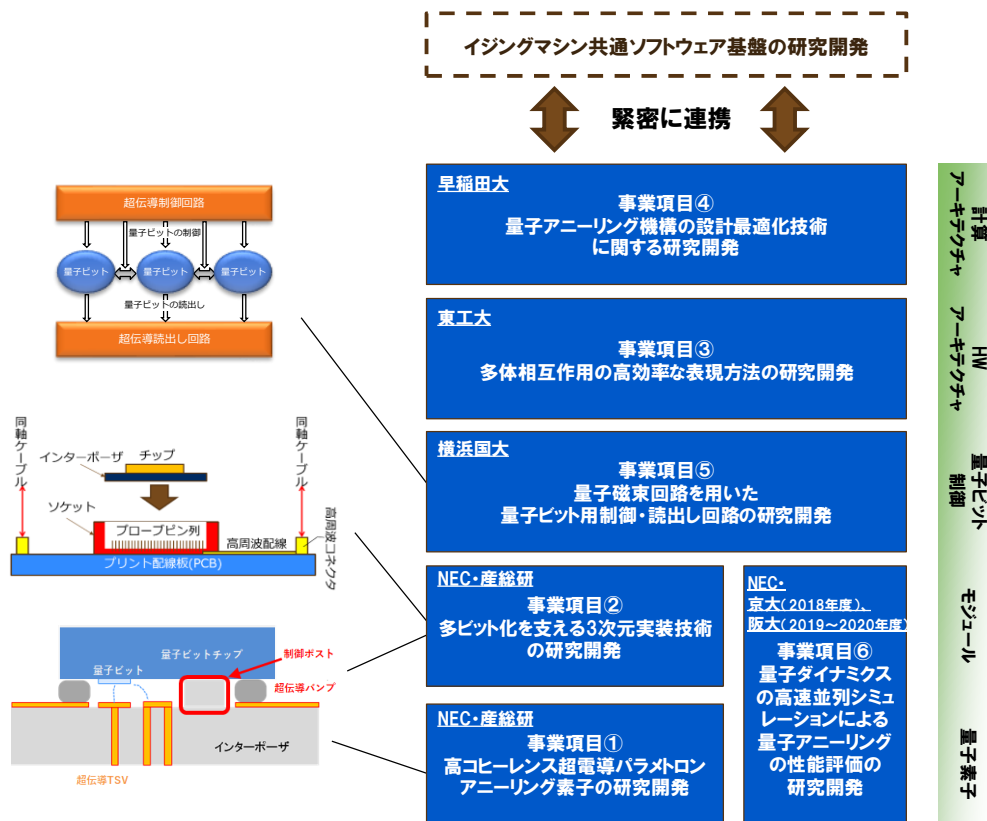 イジングマシン共通ソフトウェア基盤の研究開発
緊密に連携
早稲田大
事業項目④
量子アニーリング機構の設計最適化技術
に関する研究開発
東工大
事業項目③
多体相互作用の高効率な表現方法の研究開発
横浜国大
事業項目⑤
量子磁束回路を用いた
量子ビット用制御・読出し回路の研究開発
NEC・産総研
事業項目②
多ビット化を支える3次元実装技術
の研究開発
NEC・
京大(2018年度)、
阪大(2019～2020年度)
事業項目⑥
量子ダイナミクス
の高速並列シミュ
レーションによる
量子アニーリング
の性能評価の
研究開発
NEC・産総研
事業項目①
高コヒーレンス超電導パラメトロン
アニーリング素子の研究開発
計算
アーキテクチャ
HW
アーキテクチャ
量子ビット
制御
モジュール
量子素子
超伝導制御回路
量子ビットの制御
量子ビット
量子ビット
量子ビット
量子ビットの読出し
超伝導読出し回路
同軸ケーブル
同軸ケーブル
インターポーザ
チップ
ソケット
プローブピン列
高周波配線
高周波コネクタ
プリント配線板(PCB)
量子ビットチップ
量子ビット
制御ポスト
超伝導バンプ
インターポーザ
超伝導TSV